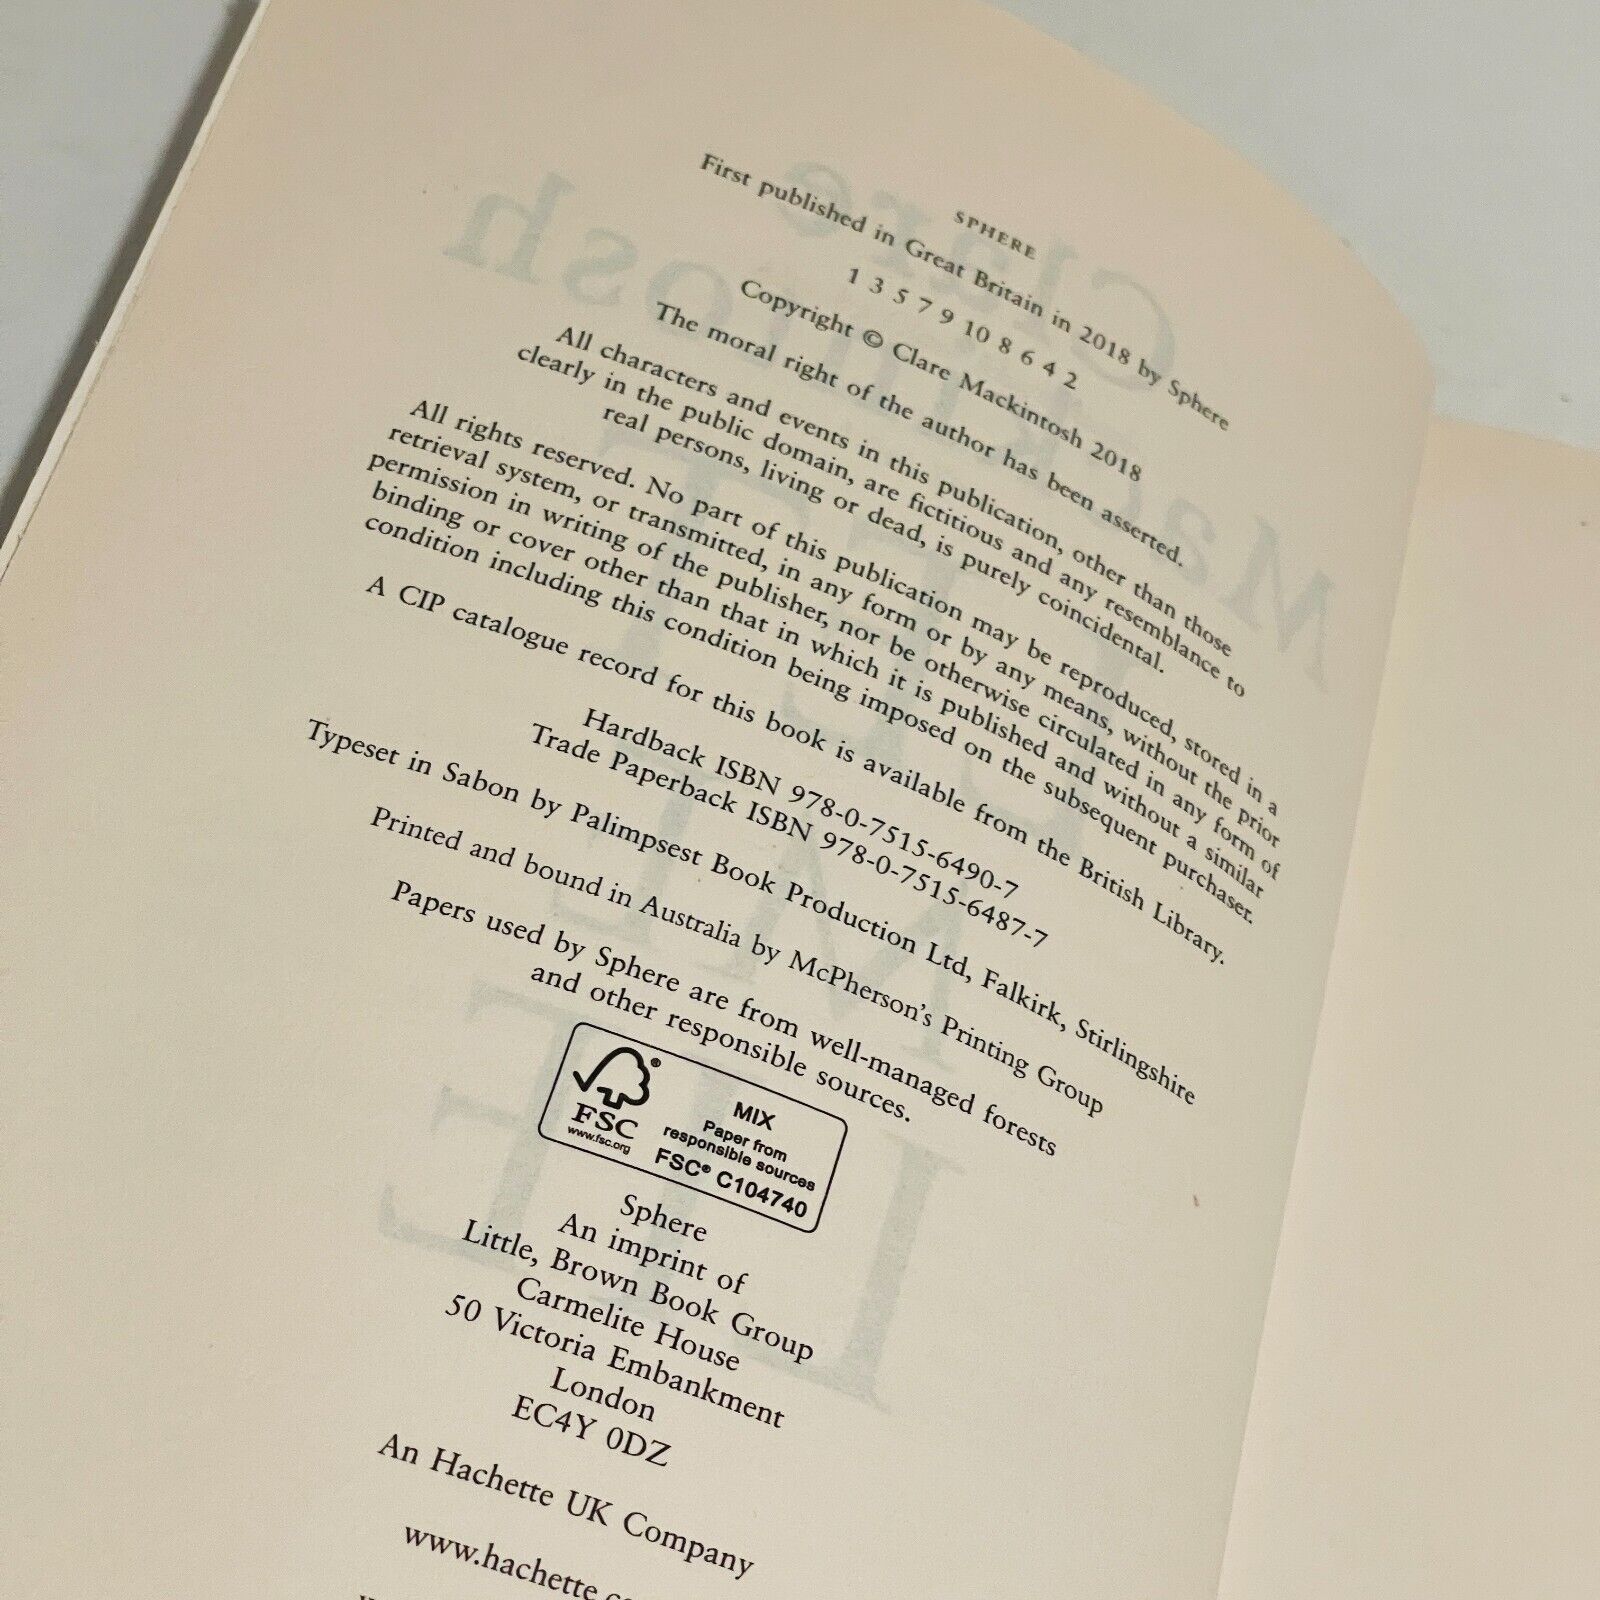 SPHERE
First published in Great Britain in 2018 by Sphere
1 3 5 7 9 10 8 6 4 2
Copyright © Clare Mackintosh 2018
The moral right of the author has been asserted.
All characters and events in this publication, other than those
clearly in the public domain, are fictitious and any resemblance to
real persons, living or dead, is purely coincidental.
All rights reserved. No part of this publication may be reproduced, stored in a
retrieval system, or transmitted, in any form or by any means, without the prior
permission in writing of the publisher, nor be otherwise circulated in any form of
binding or cover other than that in which it is published and without a similar
condition including this condition being imposed on the subsequent purchaser.
A CIP catalogue record for this book is available from the British Library.
Hardback ISBN 978-0-7515-6490-7
Trade Paperback ISBN 978-0-7515-6487-7
Typeset in Sabon by Palimpsest Book Production Ltd, Falkirk, Stirlingshire
Printed and bound in Australia by McPherson's Printing Group
Papers used by Sphere are from well-managed forests
and other responsible sources.
FSC
www.fsc.org
MIX
Paper from
responsible sources
FSC® C104740
Sphere
An imprint of
Little, Brown Book Group
Carmelite House
50 Victoria Embankment
London
EC4Y 0DZ
An Hachette UK Company
www.hachette.co